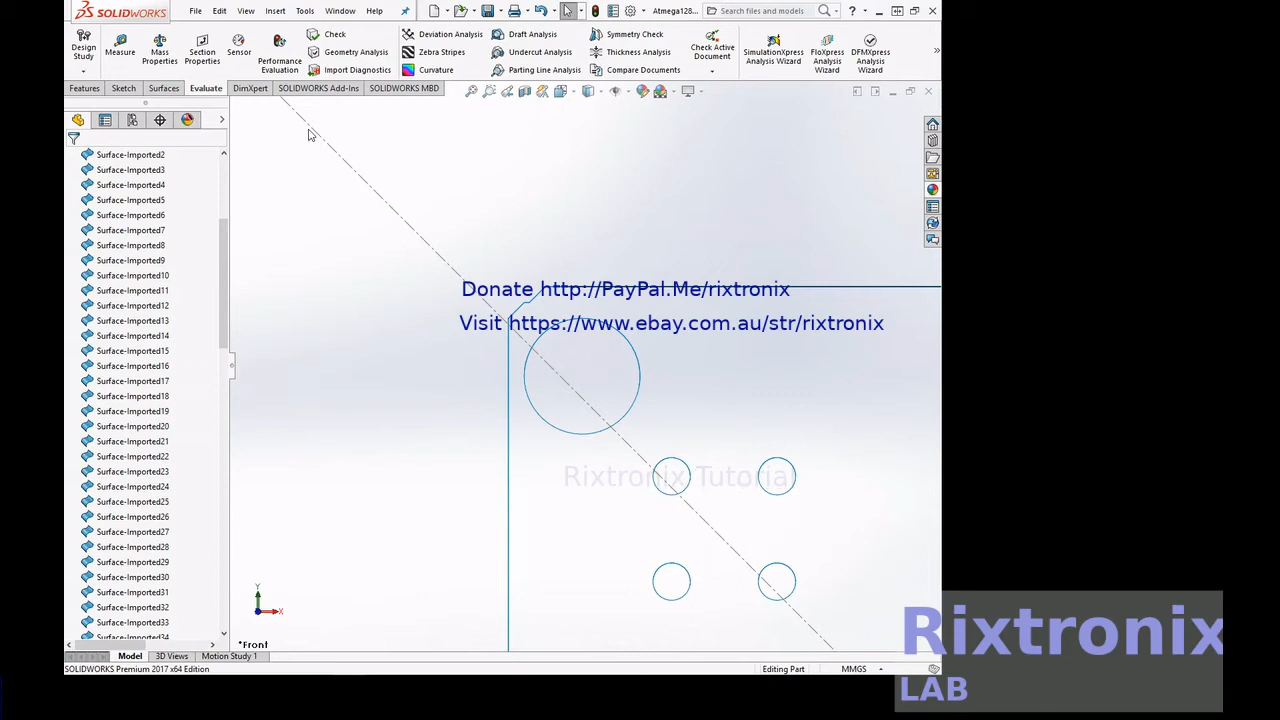 SOLIDWORKS File Edit View Insert Tools Window Help Atmega128... Search files and models ?
Design Study Measure Mass Properties Section Properties Sensor Performance Evaluation
Check Deviation Analysis Draft Analysis Symmetry Check
Geometry Analysis Zebra Stripes Undercut Analysis Thickness Analysis
Import Diagnostics Curvature Parting Line Analysis Compare Documents
Check Active Document SimulationXpress Analysis Wizard FloXpress Analysis Wizard DFMXpress Analysis Wizard
Features Sketch Surfaces Evaluate DimXpert SOLIDWORKS Add-Ins SOLIDWORKS MBD
Surface-Imported2
Surface-Imported3
Surface-Imported4
Surface-Imported5
Surface-Imported6
Surface-Imported7
Surface-Imported8
Surface-Imported9
Surface-Imported10
Surface-Imported11
Surface-Imported12
Surface-Imported13
Surface-Imported14
Surface-Imported15
Surface-Imported16
Surface-Imported17
Surface-Imported18
Surface-Imported19
Surface-Imported20
Surface-Imported21
Surface-Imported22
Surface-Imported23
Surface-Imported24
Surface-Imported25
Surface-Imported26
Surface-Imported27
Surface-Imported28
Surface-Imported29
Surface-Imported30
Surface-Imported31
Surface-Imported32
Surface-Imported33
Surface-Imported34
Donate http://PayPal.Me/rixtronix
Visit https://www.ebay.com.au/str/rixtronix
Rixtronix Tutorial
Y
X
*Front
Model 3D Views Motion Study 1
SOLIDWORKS Premium 2017 x64 Edition Editing Part MMGS
Rixtronix
LAB